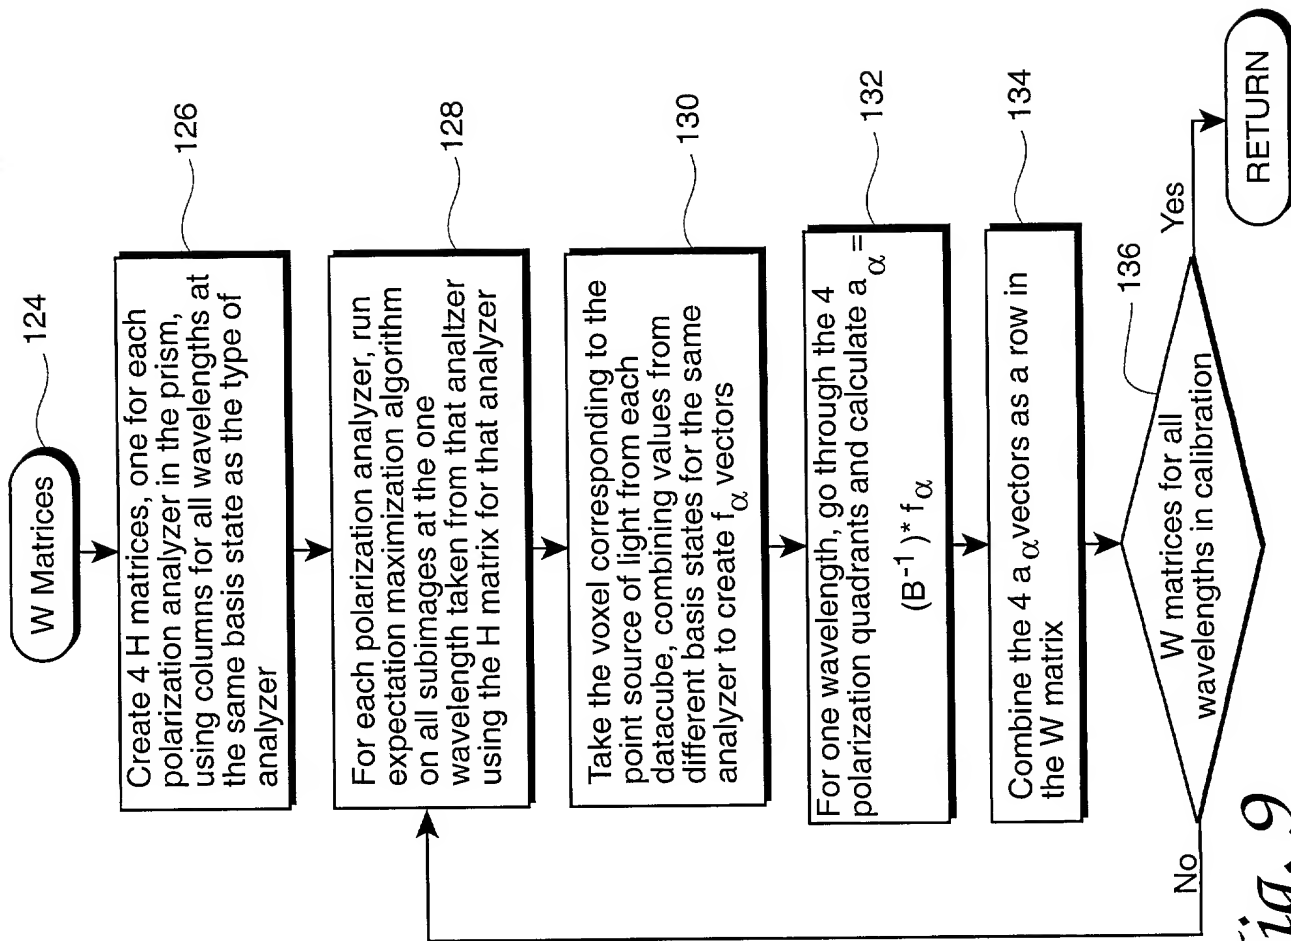 W Matrices
124
Create 4 H matrices, one for each
polarization analyzer in the prism,
using columns for all wavelengths at
the same basis state as the type of
analyzer
126
For each polarization analyzer, run
expectation maximization algorithm
on all subimages at the one
wavelength taken from that analtzer
using the H matrix for that analyzer
128
Take the voxel corresponding to the
point source of light from each
datacube, combining values from
different basis states for the same
analyzer to create fα vectors
130
For one wavelength, go through the 4
polarization quadrants and calculate aα =
(B-1)* fα
132
Combine the 4 aα vectors as a row in
the W matrix
134
W matrices for all
wavelengths in calibration
136
Yes
No
RETURN
Fig. 9